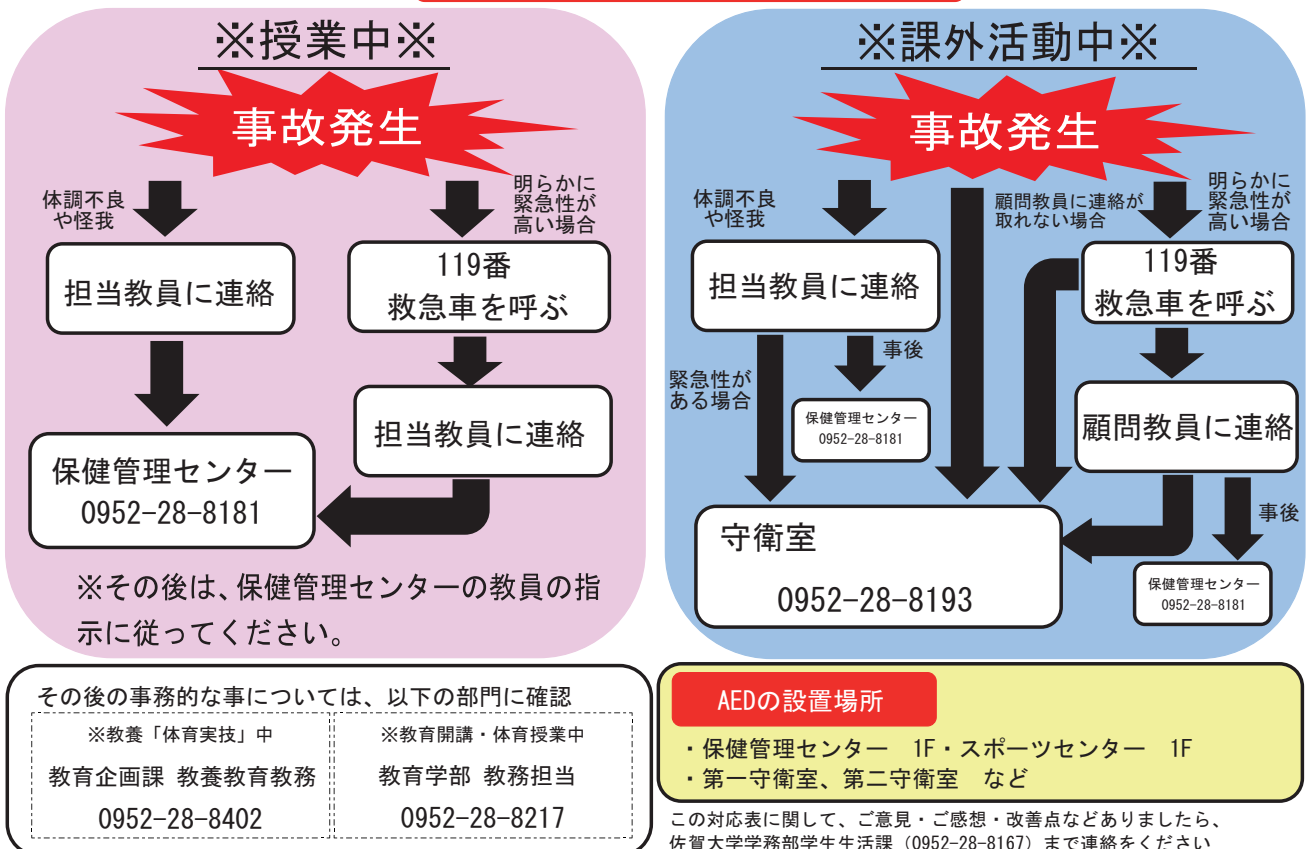 ※授業中※
事故発生
体調不良
や怪我
明らかに
緊急性が
高い場合
担当教員に連絡
119番
救急車を呼ぶ
担当教員に連絡
保健管理センター
0952-28-8181
※その後は、保健管理センターの教員の指
示に従ってください。
※課外活動中※
事故発生
体調不良
や怪我
顧問教員に連絡が
取れない場合
明らかに
緊急性が
高い場合
担当教員に連絡
119番
救急車を呼ぶ
事後
緊急性が
ある場合
保健管理センター
0952-28-8181
顧問教員に連絡
事後
守衛室
0952-28-8193
保健管理センター
0952-28-8181
その後の事務的な事については、以下の部門に確認
※教養「体育実技」中
教育企画課 教養教育教務
0952-28-8402
※教育開講・体育授業中
教育学部 教務担当
0952-28-8217
AEDの設置場所
・保健管理センター　1F・スポーツセンター　1F
・第一守衛室、第二守衛室　など
この対応表に関して、ご意見・ご感想・改善点などありましたら、
佐賀大学学務部学生生活課（0952-28-8167）まで連絡をください